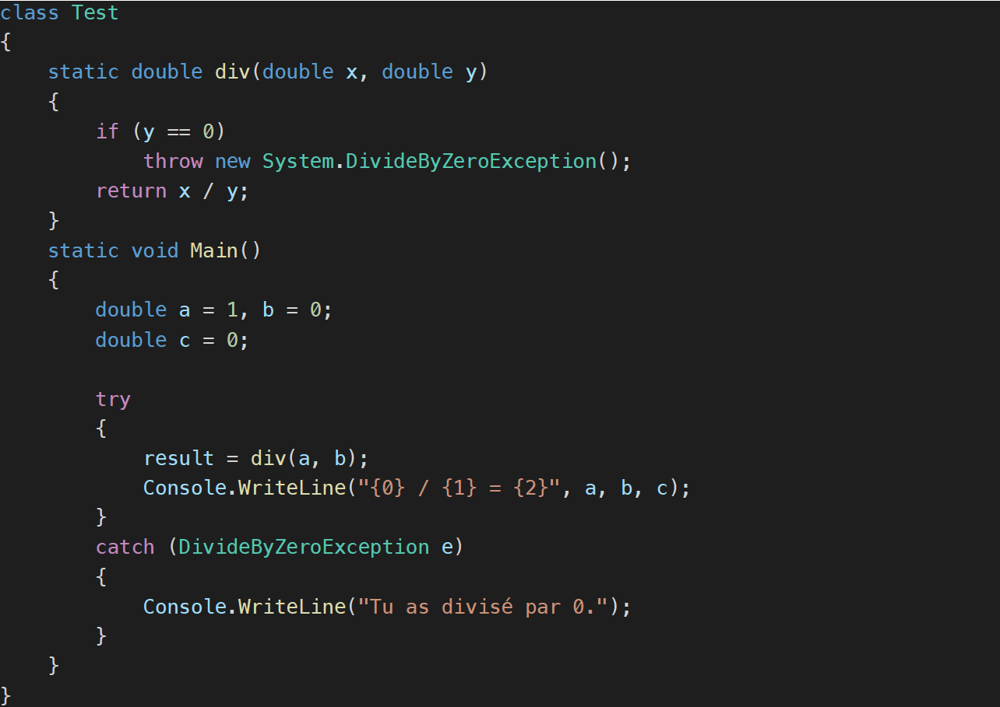 class Test
{
    static double div(double x, double y)
    {
        if (y == 0)
            throw new System.DivideByZeroException();
        return x / y;
    }
    static void Main()
    {
        double a = 1, b = 0;
        double c = 0;

        try
        {
            result = div(a, b);
            Console.WriteLine("{0} / {1} = {2}", a, b, c);
        }
        catch (DivideByZeroException e)
        {
            Console.WriteLine("Tu as divisé par 0.");
        }
    }
}